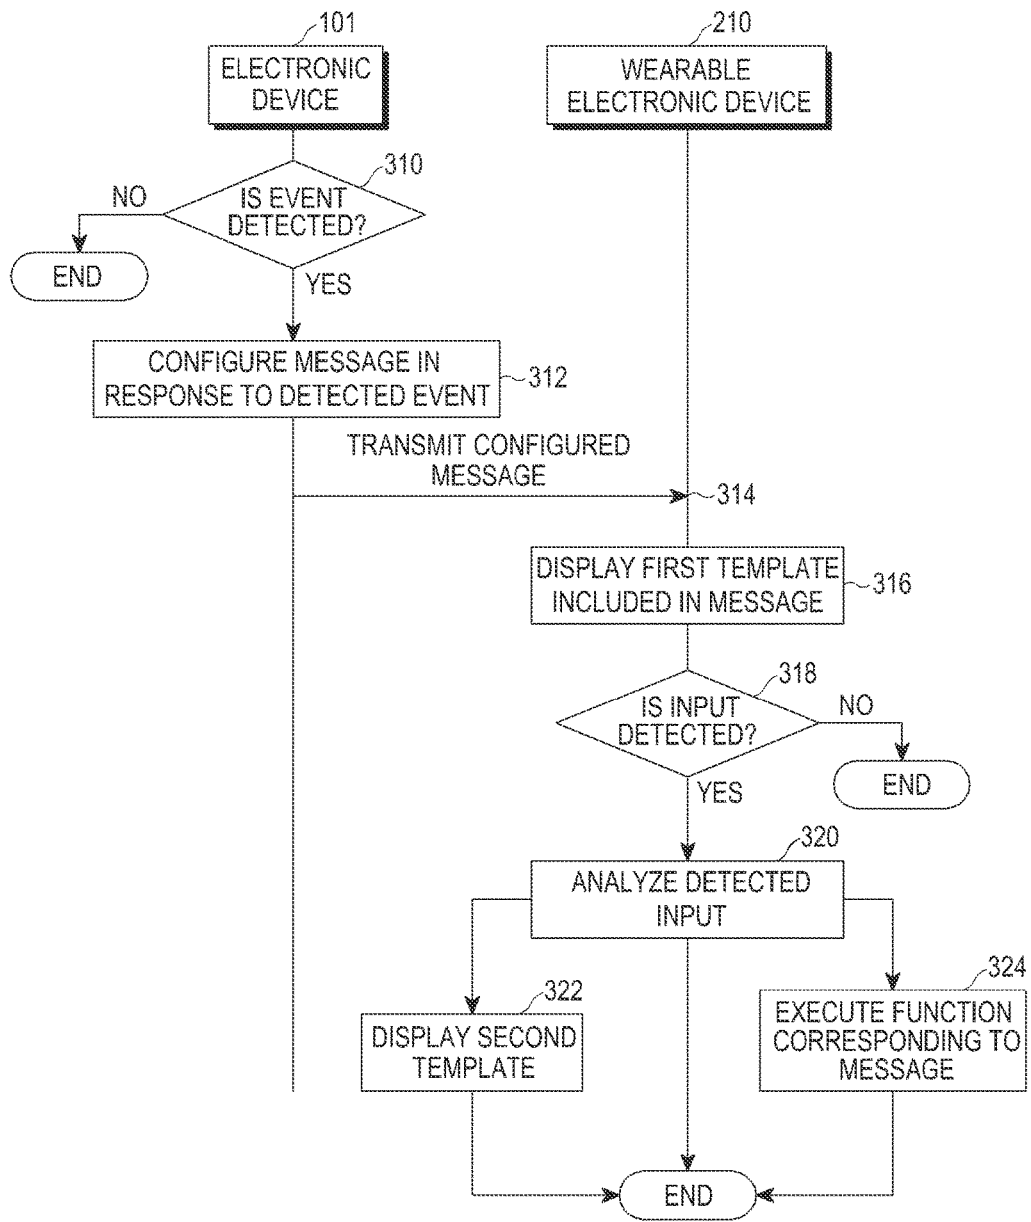 101
210
ELECTRONIC
DEVICE
WEARABLE
ELECTRONIC DEVICE
310
IS EVENT
DETECTED?
NO
END
YES
CONFIGURE MESSAGE IN
RESPONSE TO DETECTED EVENT
312
TRANSMIT CONFIGURED
MESSAGE
314
DISPLAY FIRST TEMPLATE
INCLUDED IN MESSAGE
316
318
IS INPUT
DETECTED?
NO
END
YES
320
ANALYZE DETECTED
INPUT
322
DISPLAY SECOND
TEMPLATE
324
EXECUTE FUNCTION
CORRESPONDING TO
MESSAGE
END